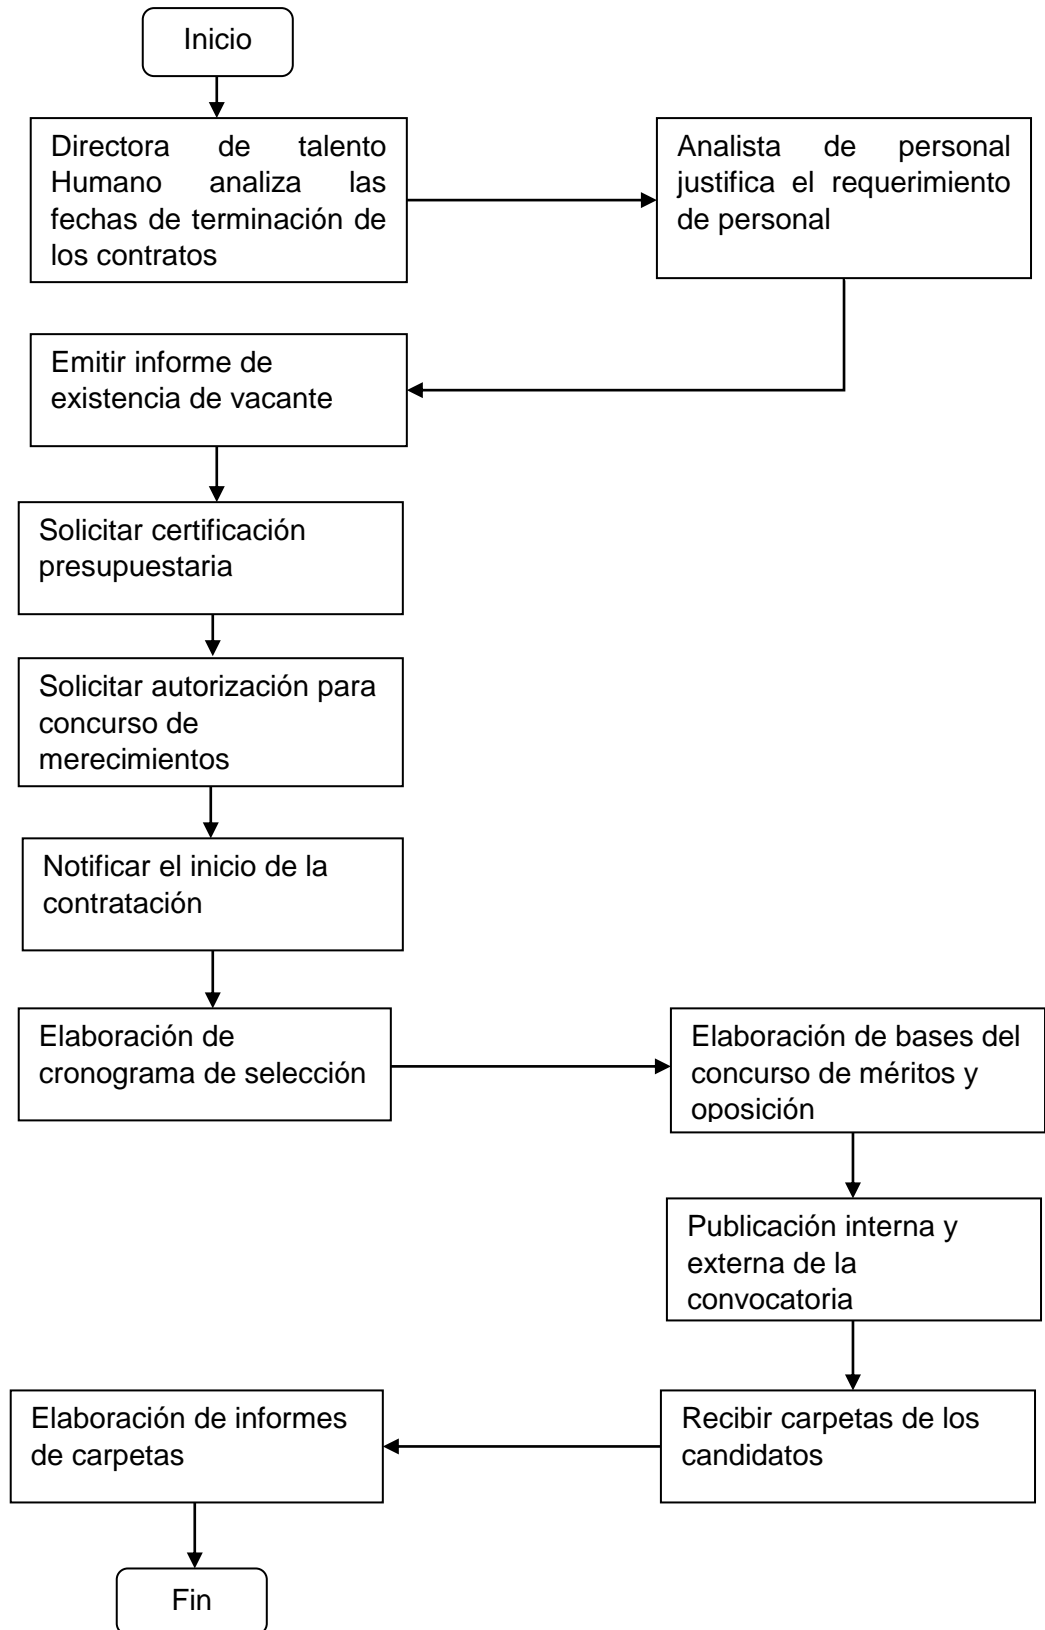 Inicio
Directora de talento
Humano analiza las
fechas de terminación de
los contratos
Analista de personal
justifica el requerimiento
de personal
Emitir informe de
existencia de vacante
Solicitar certificación
presupuestaria
Solicitar autorización para
concurso de
merecimientos
Notificar el inicio de la
contratación
Elaboración de
cronograma de selección
Elaboración de bases del
concurso de méritos y
oposición
Publicación interna y
externa de la
convocatoria
Recibir carpetas de los
candidatos
Elaboración de informes
de carpetas
Fin